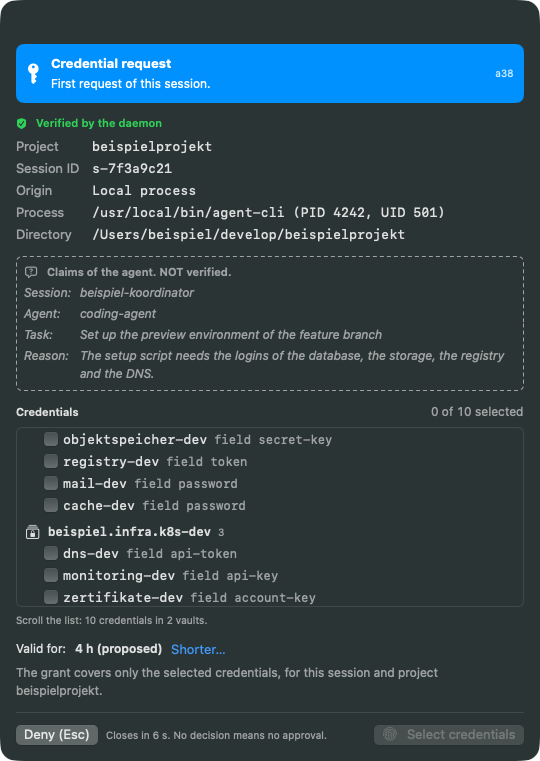 Credential request
First request of this session.
a38
Verified by the daemon
Project beispielprojekt
Session ID s-7f3a9c21
Origin Local process
Process /usr/local/bin/agent-cli (PID 4242, UID 501)
Directory /Users/beispiel/develop/beispielprojekt
Claims of the agent. NOT verified.
Session: beispiel-koordinator
Agent: coding-agent
Task: Set up the preview environment of the feature branch
Reason: The setup script needs the logins of the database, the storage, the registry
and the DNS.
Credentials 0 of 10 selected
objektspeicher-dev field secret-key
registry-dev field token
mail-dev field password
cache-dev field password
beispiel.infra.k8s-dev 3
dns-dev field api-token
monitoring-dev field api-key
zertifikate-dev field account-key
Scroll the list: 10 credentials in 2 vaults.
Valid for: 4 h (proposed) Shorter...
The grant covers only the selected credentials, for this session and project
beispielprojekt.
Deny (Esc) Closes in 6 s. No decision means no approval. Select credentials